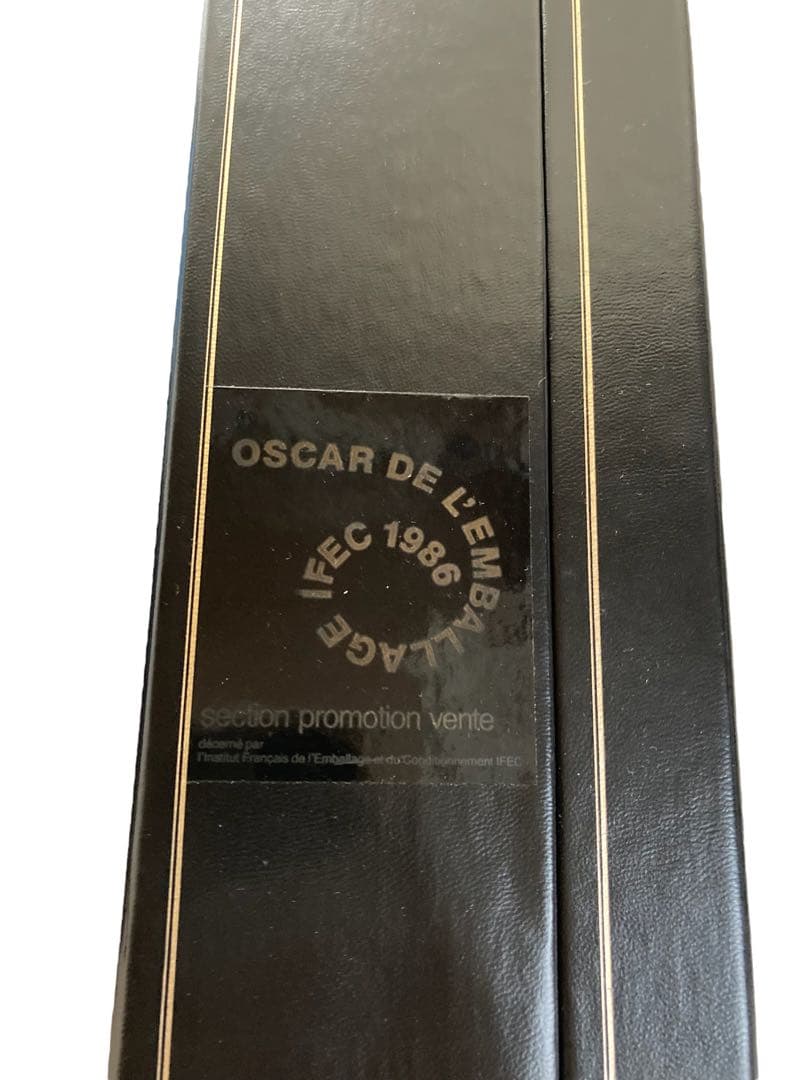 OSCAR DE L'EMBALLAGE
IFEC 1986
section promotion vente
décerné par
l'Institut Français de l'Emballage et du Conditionnement IFEC